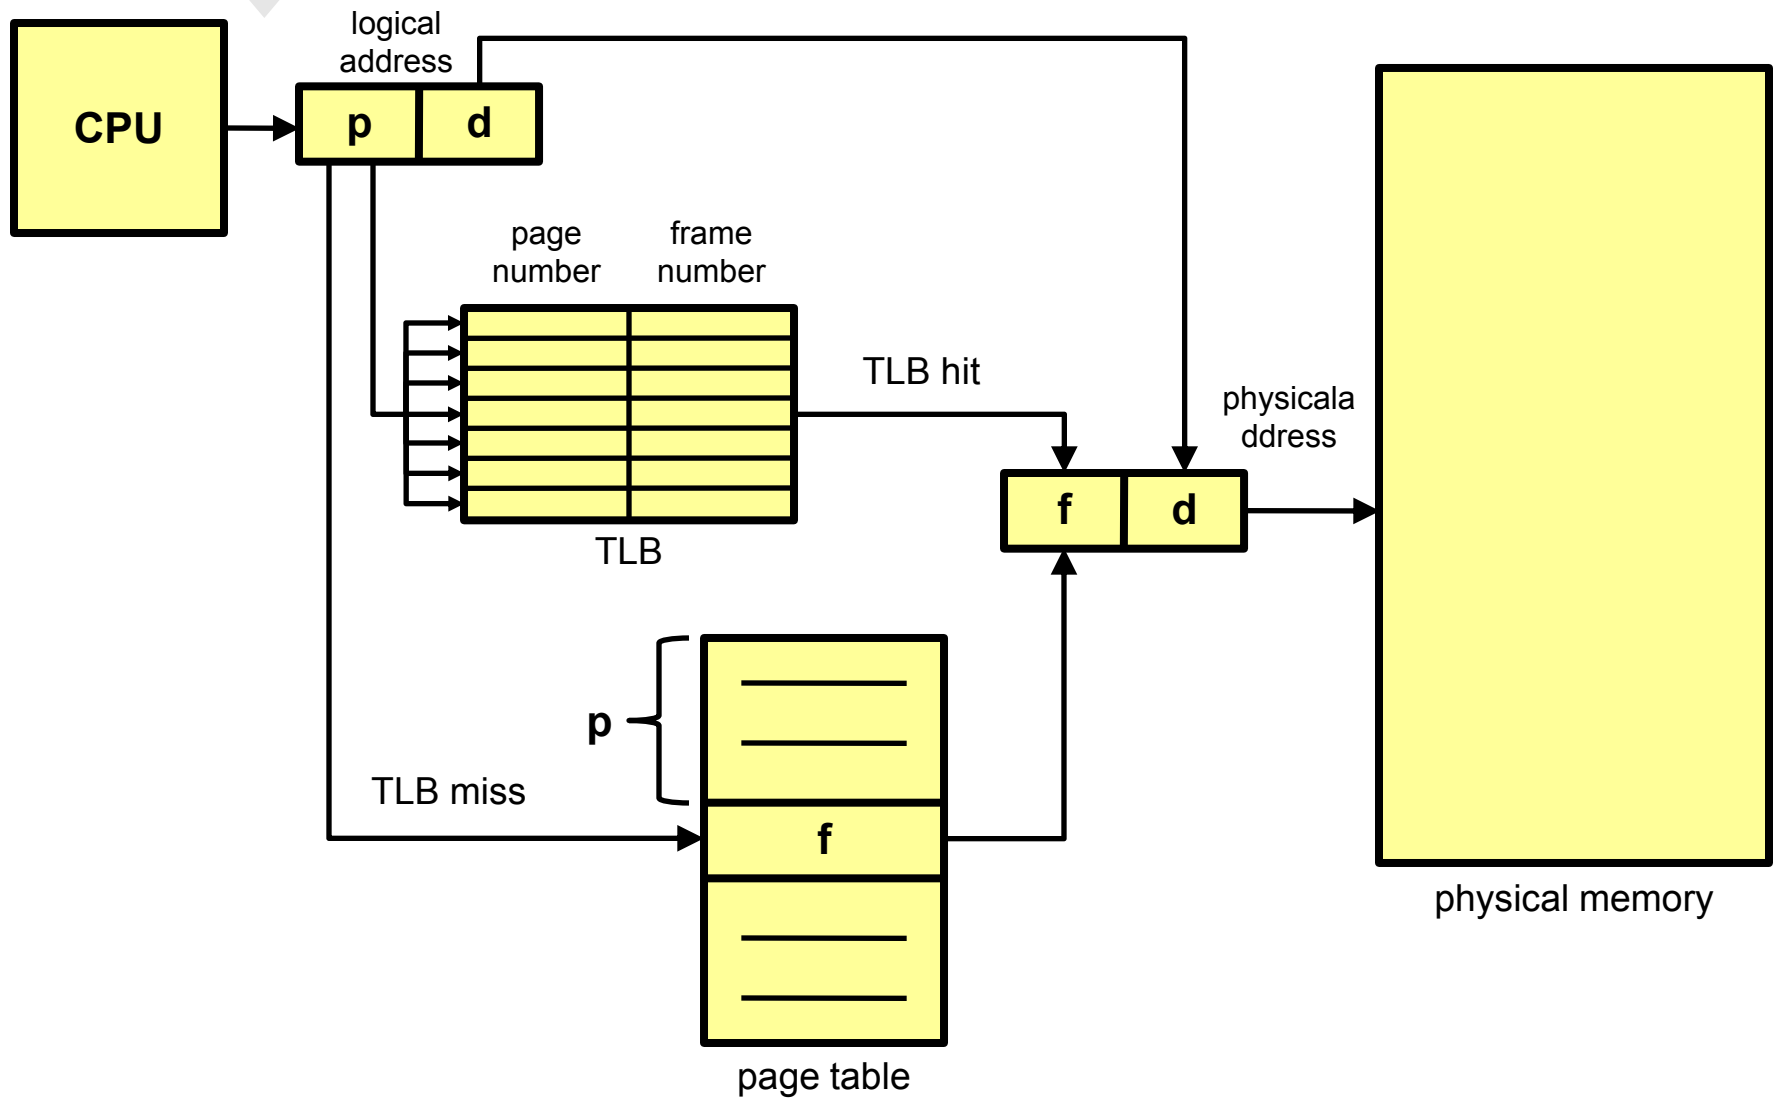 logical
address
CPU
p
d
page
number
frame
number
TLB hit
physicala
ddress
f
d
TLB
p
TLB miss
f
physical memory
page table